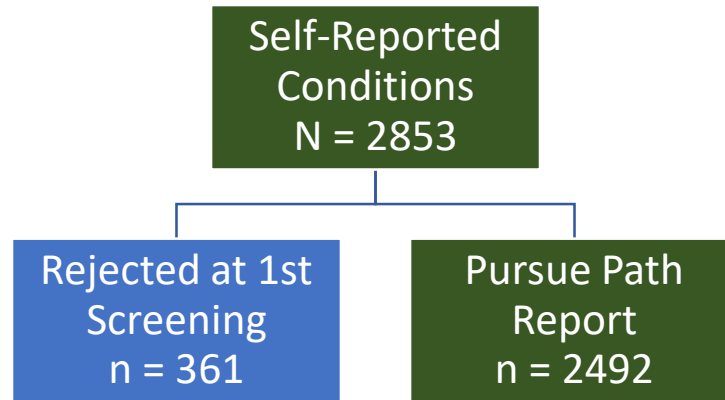 Self-Reported
Conditions
N = 2853
Rejected at 1st
Screening
n = 361
Pursue Path
Report
n = 2492